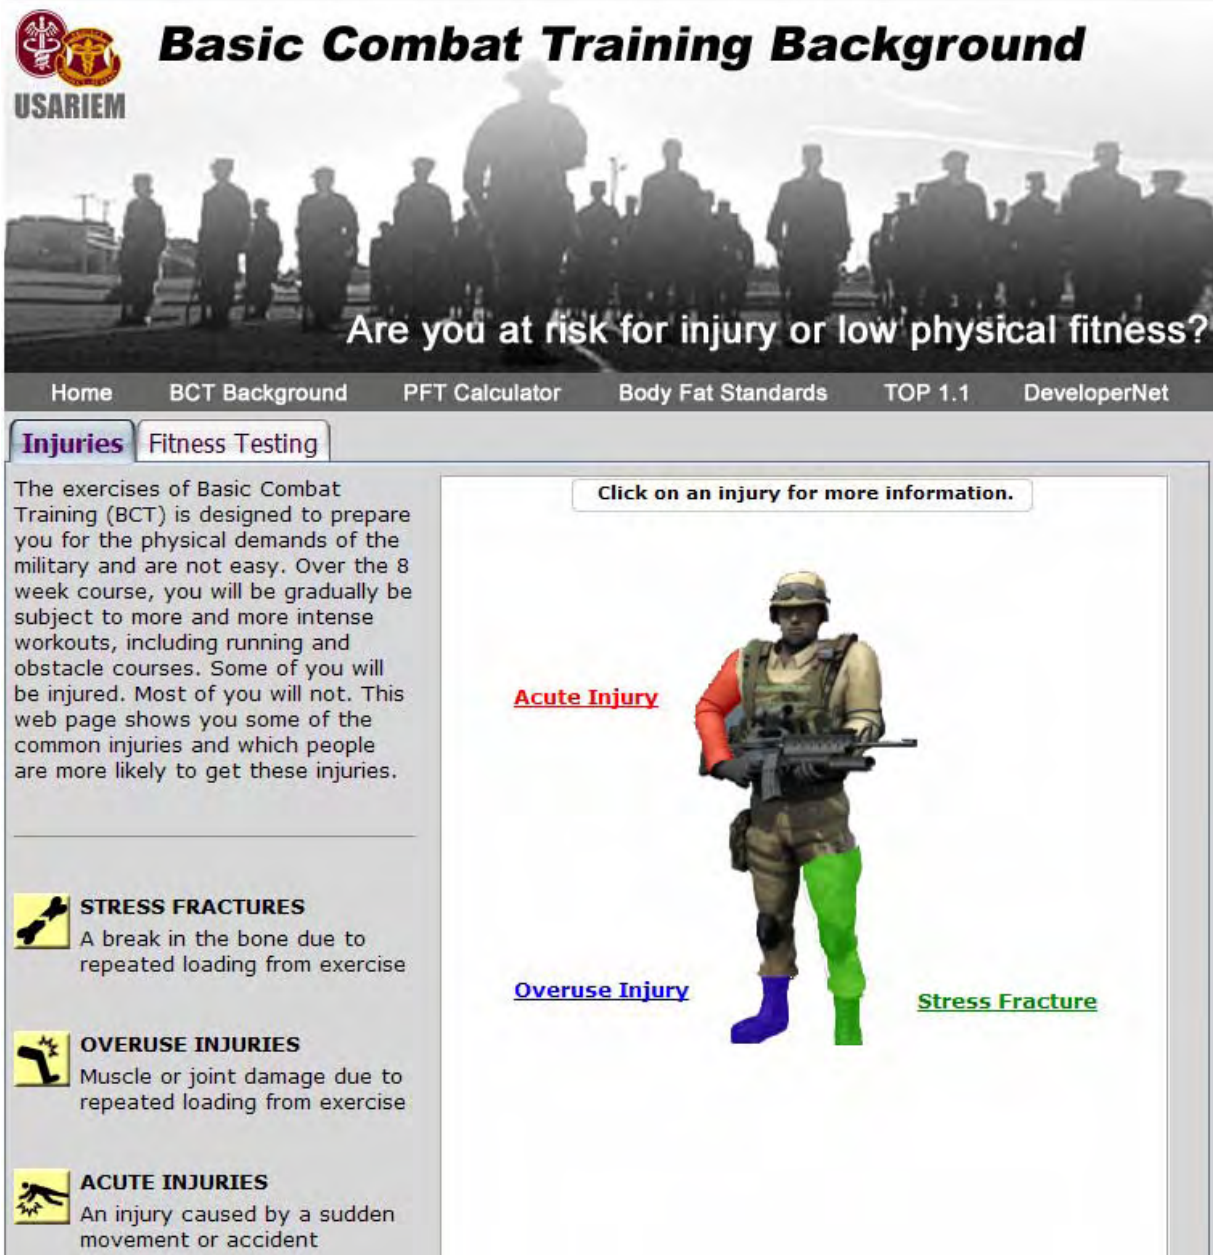 Basic Combat Training Background
USARIEM
Are you at risk for injury or low physical fitness?
Home BCT Background PFT Calculator Body Fat Standards TOP 1.1 DeveloperNet
Injuries Fitness Testing
The exercises of Basic Combat
Training (BCT) is designed to prepare
you for the physical demands of the
military and are not easy. Over the 8
week course, you will be gradually be
subject to more and more intense
workouts, including running and
obstacle courses. Some of you will
be injured. Most of you will not. This
web page shows you some of the
common injuries and which people
are more likely to get these injuries.
STRESS FRACTURES
A break in the bone due to
repeated loading from exercise
OVERUSE INJURIES
Muscle or joint damage due to
repeated loading from exercise
ACUTE INJURIES
An injury caused by a sudden
movement or accident
Click on an injury for more information.
Acute Injury
Overuse Injury
Stress Fracture